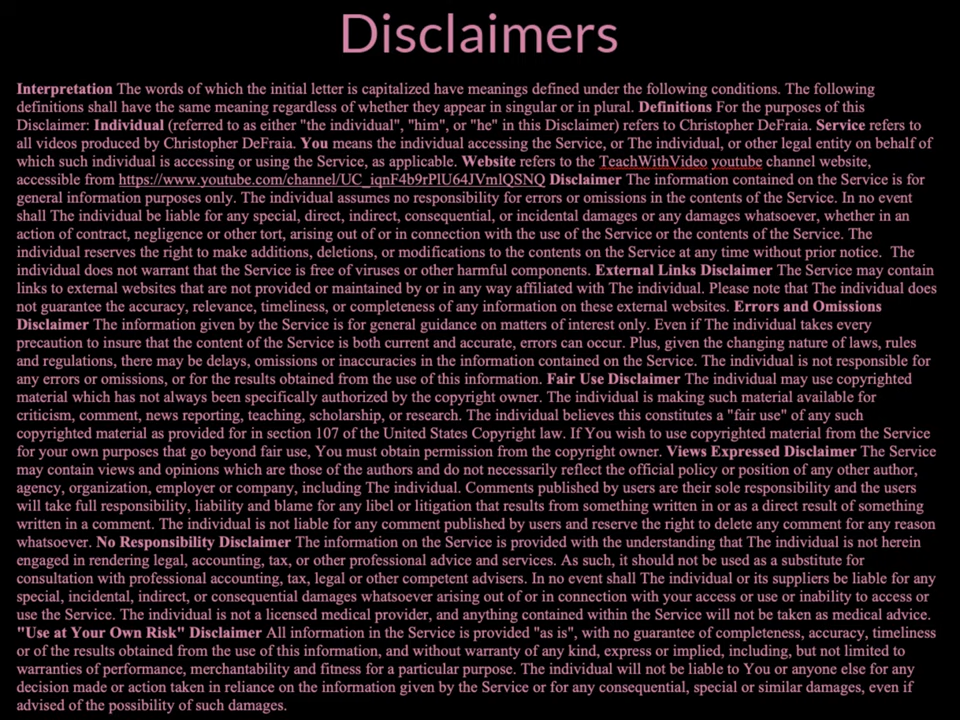 Disclaimers
Interpretation The words of which the initial letter is capitalized have meanings defined under the following conditions. The following
definitions shall have the same meaning regardless of whether they appear in singular or in plural. Definitions For the purposes of this
Disclaimer: Individual (referred to as either "the individual", "him", or "he" in this Disclaimer) refers to Christopher DeFraia. Service refers to
all videos produced by Christopher DeFraia. You means the individual accessing the Service, or The individual, or other legal entity on behalf of
which such individual is accessing or using the Service, as applicable. Website refers to the TeachWithVideo youtube channel website,
accessible from https://www.youtube.com/channel/UC_iqnF4b9rPlU64JVmlQSNQ Disclaimer The information contained on the Service is for
general information purposes only. The individual assumes no responsibility for errors or omissions in the contents of the Service. In no event
shall The individual be liable for any special, direct, indirect, consequential, or incidental damages or any damages whatsoever, whether in an
action of contract, negligence or other tort, arising out of or in connection with the use of the Service or the contents of the Service. The
individual reserves the right to make additions, deletions, or modifications to the contents on the Service at any time without prior notice.  The
individual does not warrant that the Service is free of viruses or other harmful components. External Links Disclaimer The Service may contain
links to external websites that are not provided or maintained by or in any way affiliated with The individual. Please note that The individual does
not guarantee the accuracy, relevance, timeliness, or completeness of any information on these external websites. Errors and Omissions
Disclaimer The information given by the Service is for general guidance on matters of interest only. Even if The individual takes every
precaution to insure that the content of the Service is both current and accurate, errors can occur. Plus, given the changing nature of laws, rules
and regulations, there may be delays, omissions or inaccuracies in the information contained on the Service. The individual is not responsible for
any errors or omissions, or for the results obtained from the use of this information. Fair Use Disclaimer The individual may use copyrighted
material which has not always been specifically authorized by the copyright owner. The individual is making such material available for
criticism, comment, news reporting, teaching, scholarship, or research. The individual believes this constitutes a "fair use" of any such
copyrighted material as provided for in section 107 of the United States Copyright law. If You wish to use copyrighted material from the Service
for your own purposes that go beyond fair use, You must obtain permission from the copyright owner. Views Expressed Disclaimer The Service
may contain views and opinions which are those of the authors and do not necessarily reflect the official policy or position of any other author,
agency, organization, employer or company, including The individual. Comments published by users are their sole responsibility and the users
will take full responsibility, liability and blame for any libel or litigation that results from something written in or as a direct result of something
written in a comment. The individual is not liable for any comment published by users and reserve the right to delete any comment for any reason
whatsoever. No Responsibility Disclaimer The information on the Service is provided with the understanding that The individual is not herein
engaged in rendering legal, accounting, tax, or other professional advice and services. As such, it should not be used as a substitute for
consultation with professional accounting, tax, legal or other competent advisers. In no event shall The individual or its suppliers be liable for any
special, incidental, indirect, or consequential damages whatsoever arising out of or in connection with your access or use or inability to access or
use the Service. The individual is not a licensed medical provider, and anything contained within the Service will not be taken as medical advice.
"Use at Your Own Risk" Disclaimer All information in the Service is provided "as is", with no guarantee of completeness, accuracy, timeliness
or of the results obtained from the use of this information, and without warranty of any kind, express or implied, including, but not limited to
warranties of performance, merchantability and fitness for a particular purpose. The individual will not be liable to You or anyone else for any
decision made or action taken in reliance on the information given by the Service or for any consequential, special or similar damages, even if
advised of the possibility of such damages.